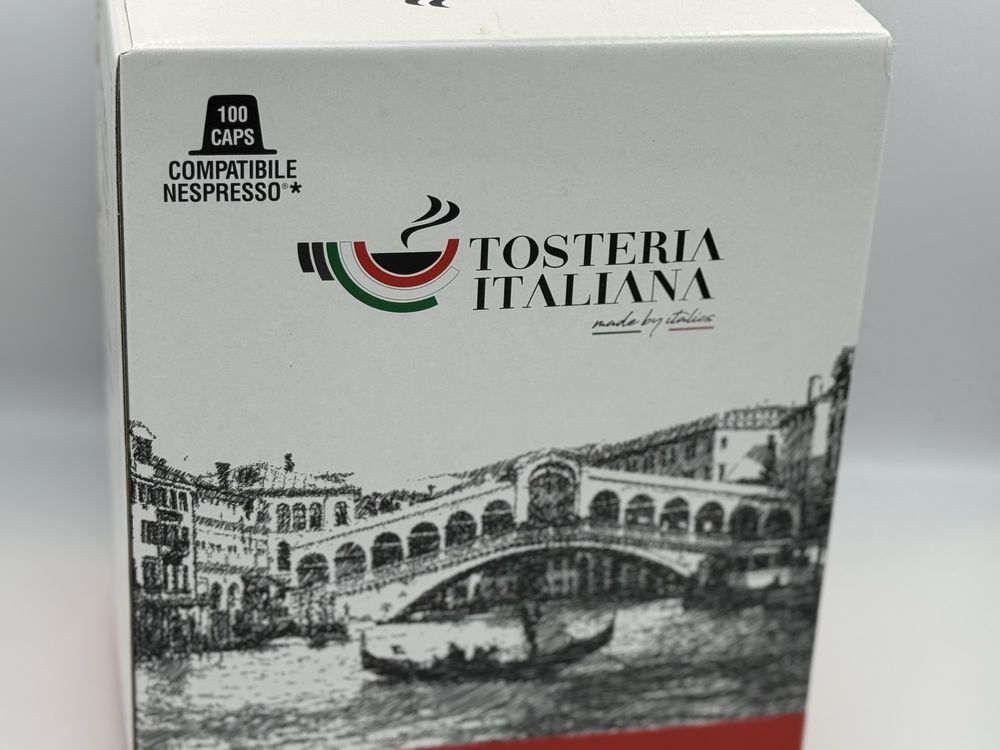 100
CAPS
COMPATIBILE
NESPRESSO®*
TOSTERIA
ITALIANA
made by italics